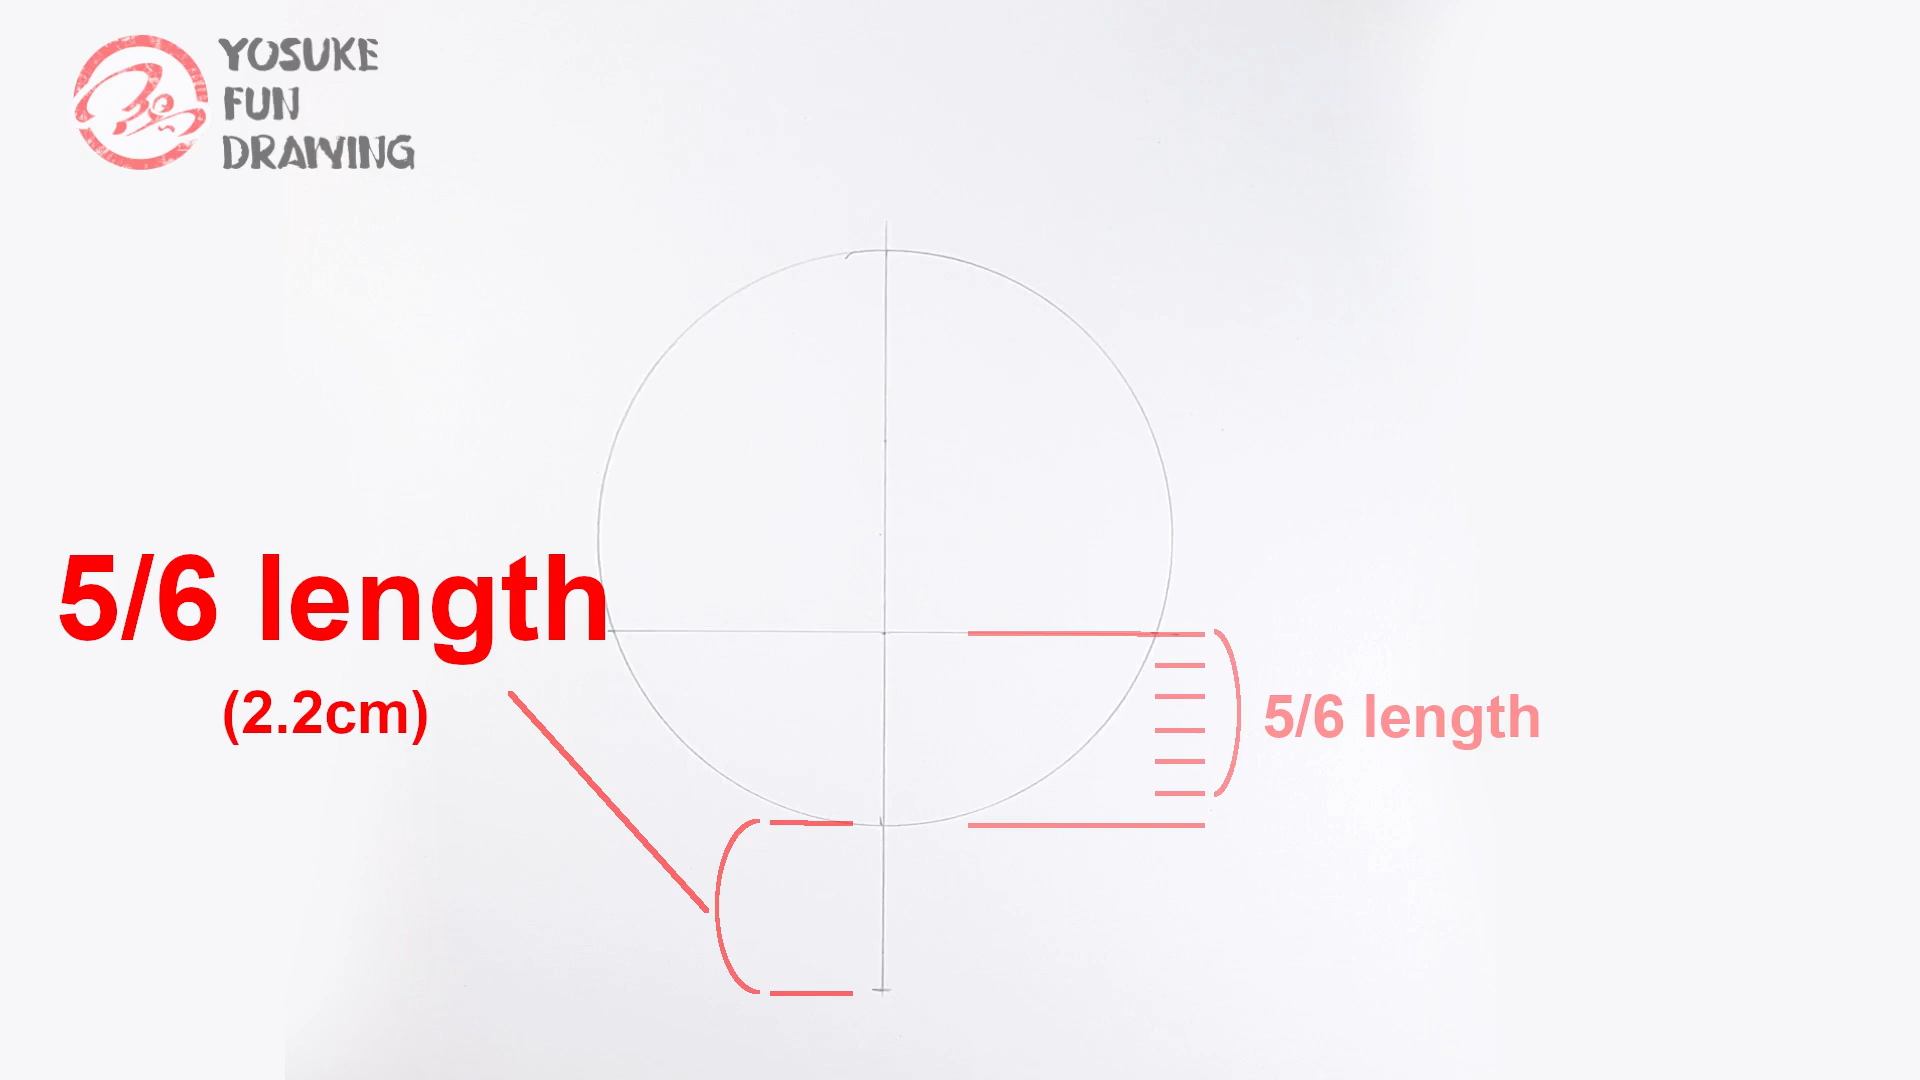 YOSUKE
FUN
DRAWING
5/6 length
(2.2cm)
5/6 length